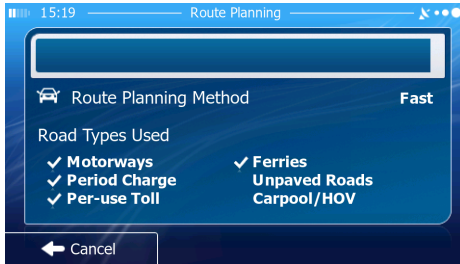 15:19 Route Planning
Route Planning Method Fast
Road Types Used
Motorways Ferries
Period Charge Unpaved Roads
Per-use Toll Carpool/HOV
Cancel